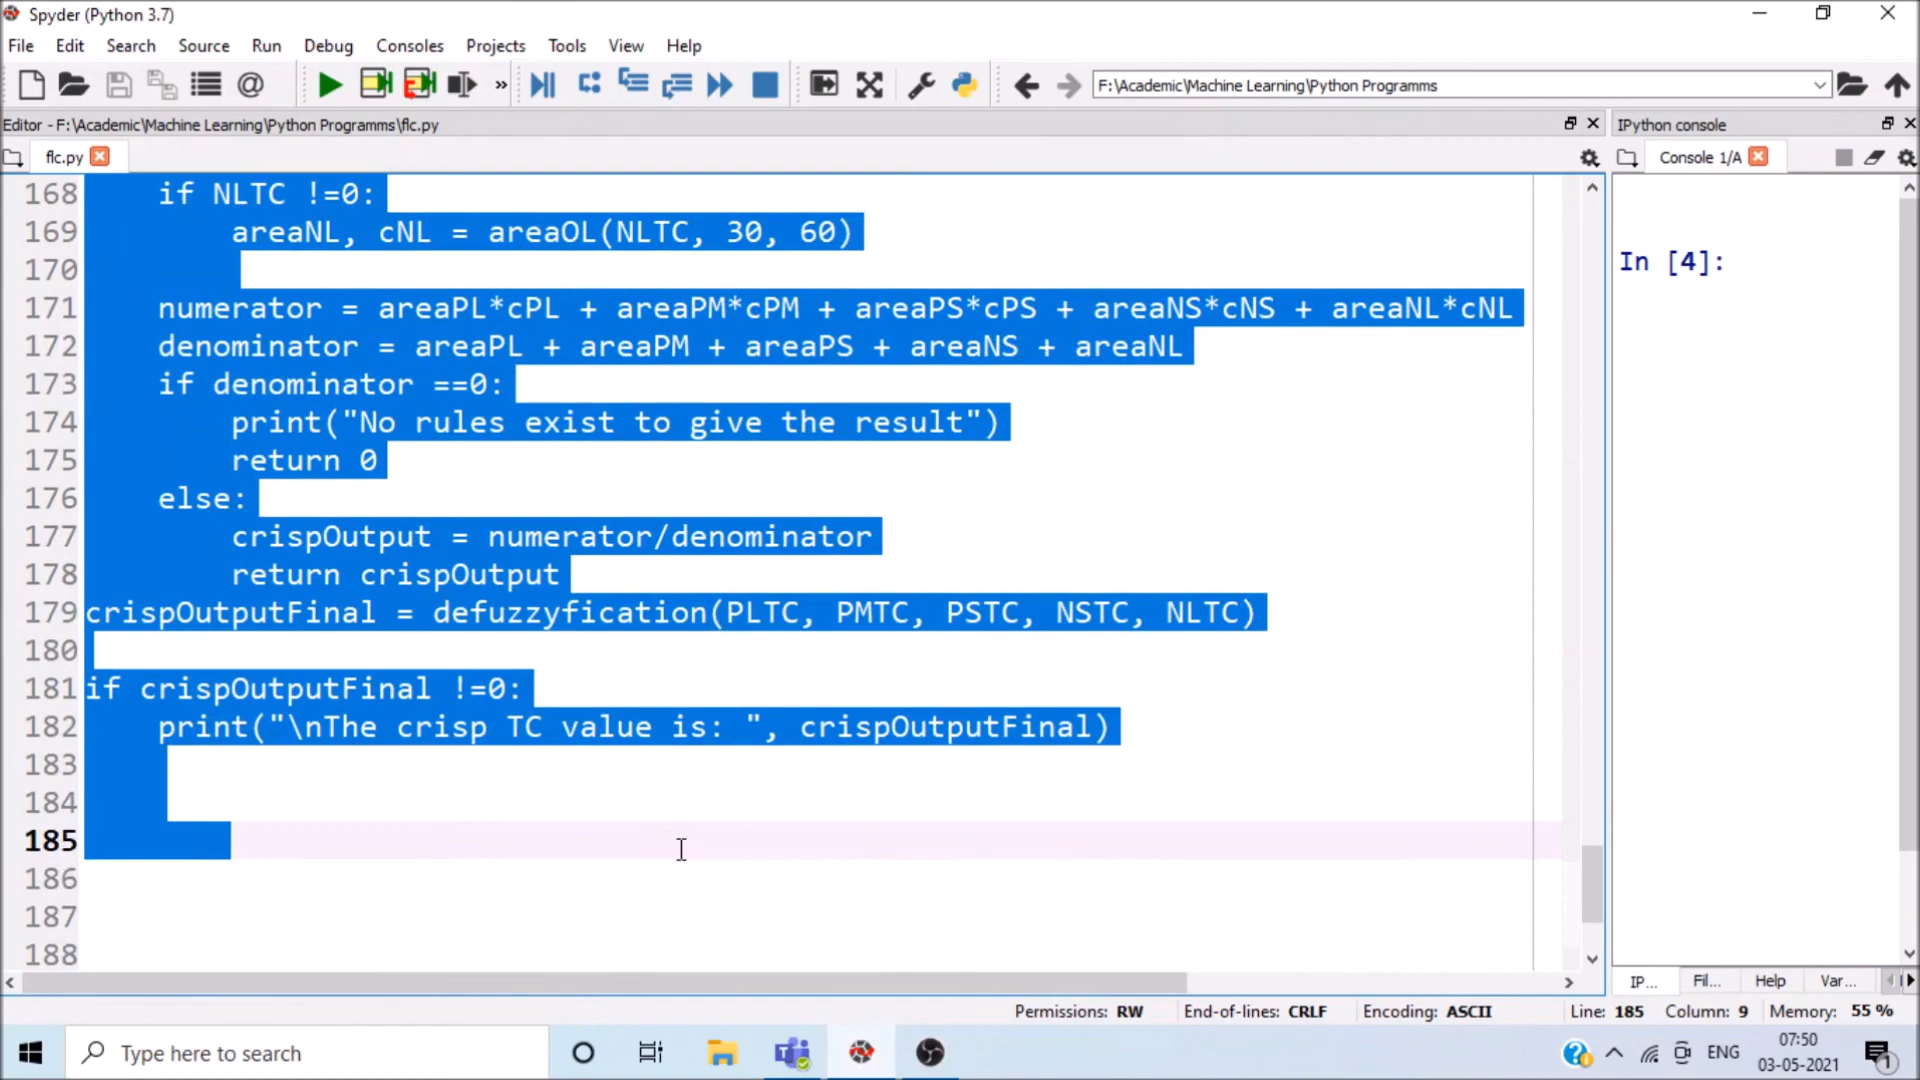 Spyder (Python 3.7)
File Edit Search Source Run Debug Consoles Projects Tools View Help
F:\Academic\Machine Learning\Python Programms
Editor - F:\Academic\Machine Learning\Python Programms\flc.py
IPython console
flc.py
Console 1/A
168 if NLTC !=0:
169 areaNL, cNL = areaOL(NLTC, 30, 60)
170
171 numerator = areaPL*cPL + areaPM*cPM + areaPS*cPS + areaNS*cNS + areaNL*cNL
172 denominator = areaPL + areaPM + areaPS + areaNS + areaNL
173 if denominator ==0:
174 print("No rules exist to give the result")
175 return 0
176 else:
177 crispOutput = numerator/denominator
178 return crispOutput
179 crispOutputFinal = defuzzyfication(PLTC, PMTC, PSTC, NSTC, NLTC)
180
181 if crispOutputFinal !=0:
182 print("\nThe crisp TC value is: ", crispOutputFinal)
183
184
185
186
187
188
In [4]:
IP... Fil... Help Var...
Permissions: RW End-of-lines: CRLF Encoding: ASCII Line: 185 Column: 9 Memory: 55 %
Type here to search
ENG
07:50
03-05-2021
1